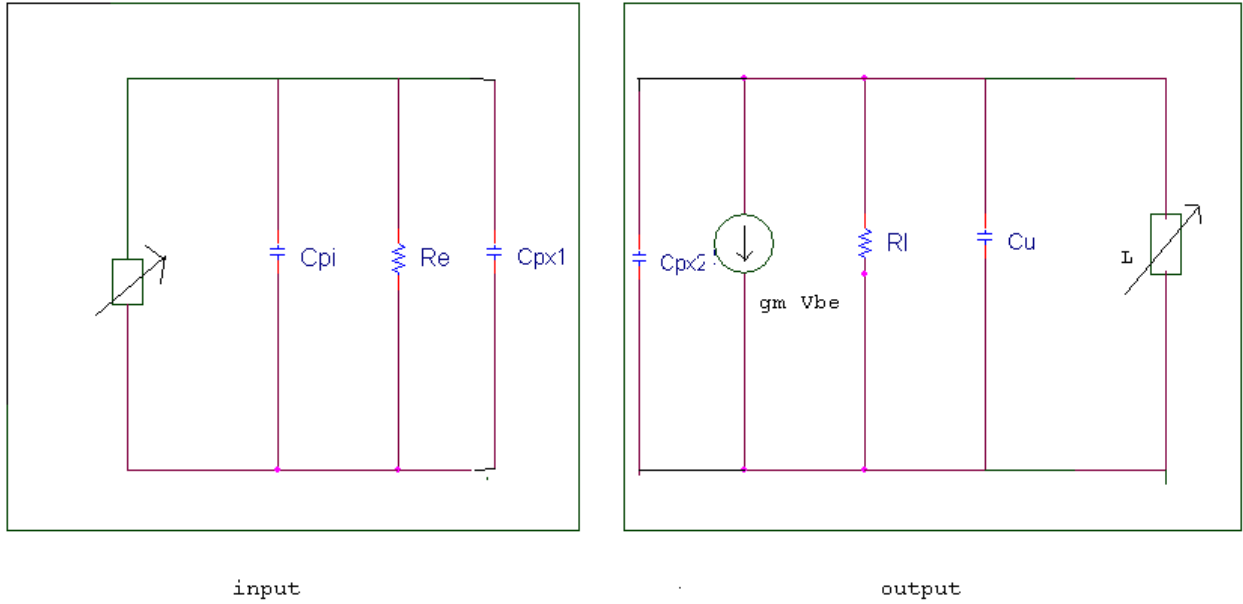 Cpi
Re
Cpx1
Cpx2
gm Vbe
Rl
Cu
L
input
output